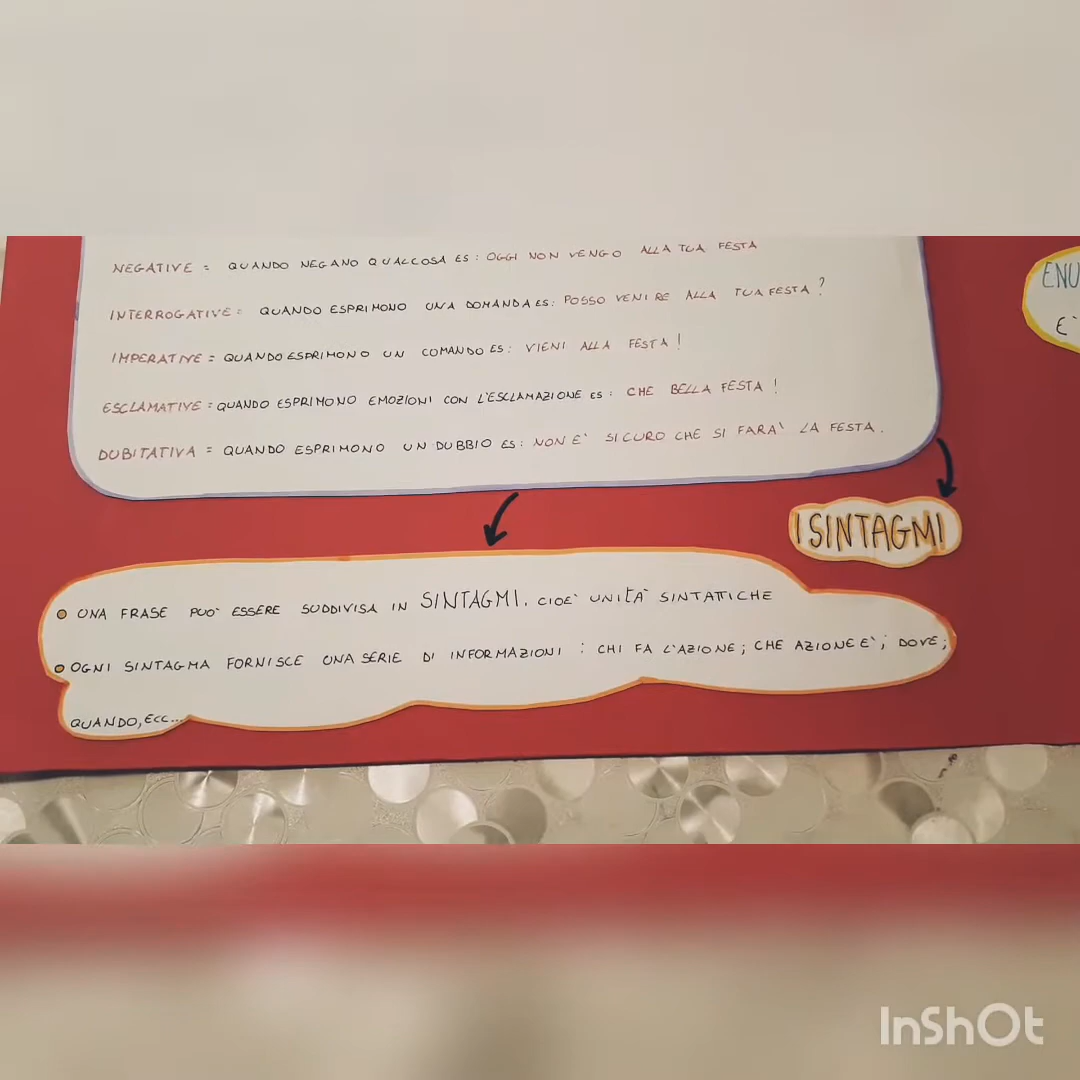 NEGATIVE = QUANDO NEGANO QUALCOSA ES: OGGI NON VENGO ALLA TUA FESTA
INTERROGATIVE = QUANDO ESPRIMONO UNA DOMANDA ES: POSSO VENIRE ALLA TUA FESTA?
IMPERATIVE = QUANDO ESPRIMONO UN COMANDO ES: VIENI ALLA FESTA!
ESCLAMATIVE = QUANDO ESPRIMONO EMOZIONI CON L'ESCLAMAZIONE ES: CHE BELLA FESTA!
DUBITATIVA = QUANDO ESPRIMONO UN DUBBIO ES: NON E' SICURO CHE SI FARA' LA FESTA.
ENU
E'
I SINTAGMI
UNA FRASE PUO' ESSERE SUDDIVISA IN SINTAGMI. CIOE' UNITA' SINTATTICHE
OGNI SINTAGMA FORNISCE UNA SERIE DI INFORMAZIONI: CHI FA L'AZIONE; CHE AZIONE E'; DOVE;
QUANDO, ECC...
InShOt